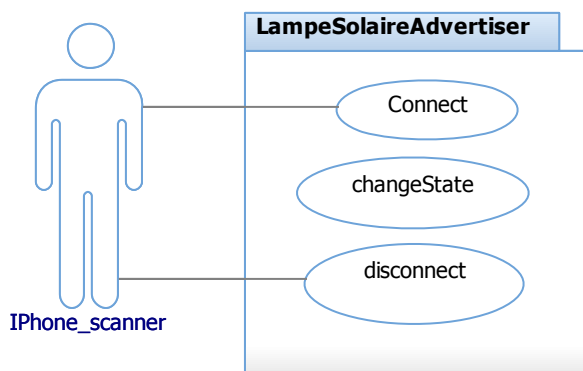 LampeSolaireAdvertiser
Connect
changeState
disconnect
IPhone_scanner